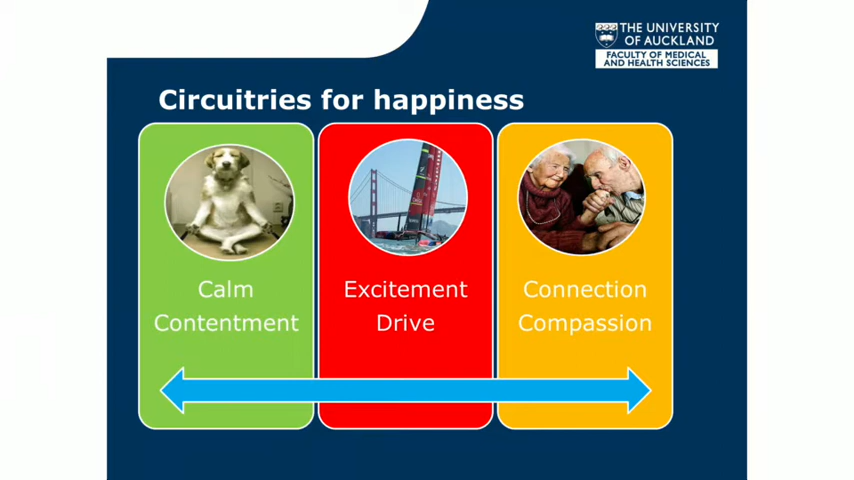 THE UNIVERSITY
OF AUCKLAND
FACULTY OF MEDICAL
AND HEALTH SCIENCES
Circuitries for happiness
Calm
Contentment
Excitement
Drive
Connection
Compassion